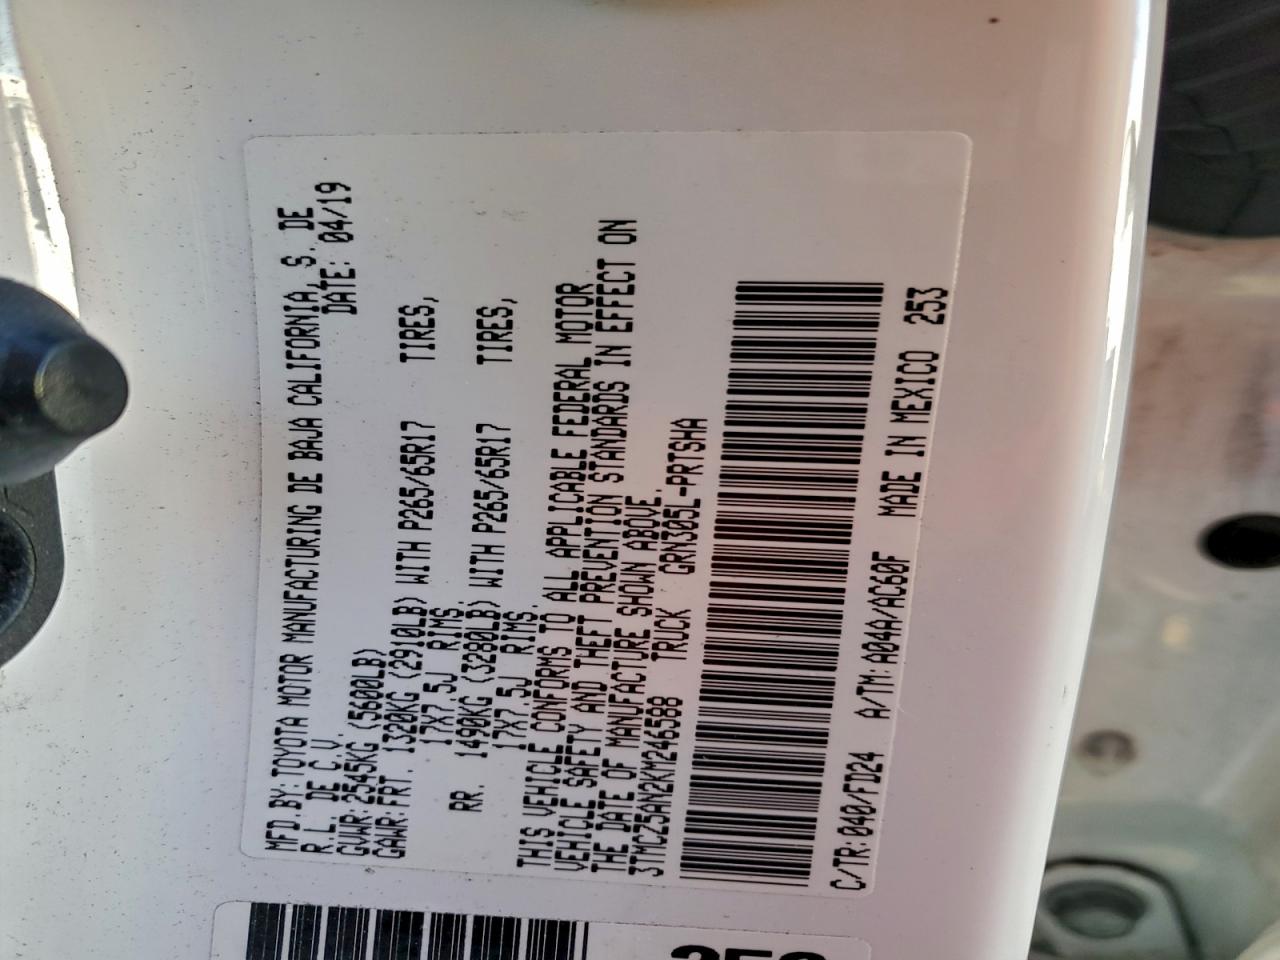 MFD.BY:TOYOTA MOTOR MANUFACTURING DE BAJA CALIFORNIA, S. DE
R.L. DE C.V. DATE: 04/19
GVWR:2545KG (5600LB)
GAWR:FRT. 1320KG (2910LB) WITH P265/65R17 TIRES,
17X7.5J RIMS.
RR. 1490KG (3280LB) WITH P265/65R17 TIRES,
17X7.5J RIMS.
THIS VEHICLE CONFORMS TO ALL APPLICABLE FEDERAL MOTOR
VEHICLE SAFETY AND THEFT PREVENTION STANDARDS IN EFFECT ON
THE DATE OF MANUFACTURE SHOWN ABOVE.
3TMCZ5AN2KM246588 TRUCK GRN305L-PRTSHA
C/TR:040/FD24 A/TM:A04A/AC60F MADE IN MEXICO 253